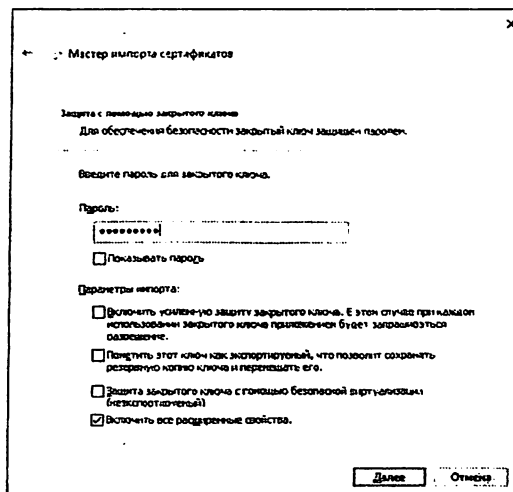 Мастер импорта сертификатов
Защита с помощью закрытого ключа
Для обеспечения безопасности закрытый ключ защищен паролем.
Введите пароль для закрытого ключа.
Пароль:
•••••••••
Показывать пароль
Параметры импорта:
Включить усиленную защиту закрытого ключа. В этом случае при каждом
использовании закрытого ключа приложением будет запрашиваться
разрешение.
Пометить этот ключ как экспортируемый, что позволит сохранять
резервную копию ключа и перемещать его.
Защита закрытого ключа с помощью безопасной виртуализации
(неэкспортируемый)
Включить все расширенные свойства.
Далее Отмена